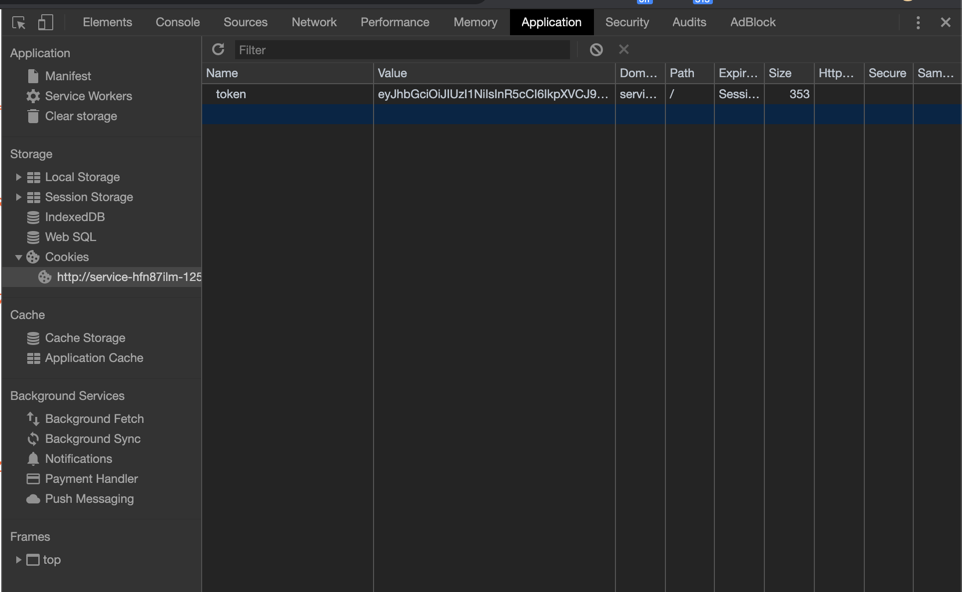 Elements Console Sources Network Performance Memory Application Security Audits AdBlock
Application
Manifest
Service Workers
Clear storage
Storage
Local Storage
Session Storage
IndexedDB
Web SQL
Cookies
http://service-hfn87ilm-125
Cache
Cache Storage
Application Cache
Background Services
Background Fetch
Background Sync
Notifications
Payment Handler
Push Messaging
Frames
top
Filter
Name Value Dom... Path Expir... Size Http... Secure Sam...
token eyJhbGciOiJIUzI1NiIsInR5cCI6IkpXVCJ9... servi... / Sessi... 353